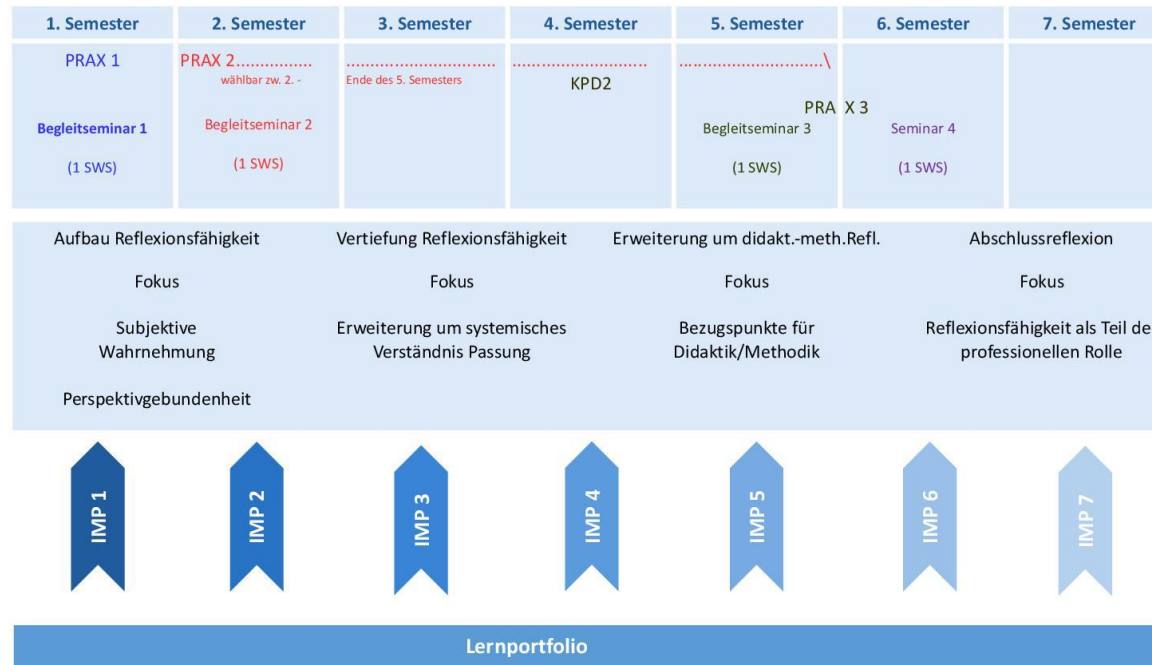 1. Semester 2. Semester 3. Semester 4. Semester 5. Semester 6. Semester 7. Semester
PRAX 1 PRAX 2............... .............................. ........................... ............................\
wählbar zw. 2. - Ende des 5. Semesters KPD2
PRA X 3
Begleitseminar 1 Begleitseminar 2 Begleitseminar 3 Seminar 4
(1 SWS) (1 SWS) (1 SWS) (1 SWS)
Aufbau Reflexionsfähigkeit Vertiefung Reflexionsfähigkeit Erweiterung um didakt.-meth.Refl. Abschlussreflexion
Fokus Fokus Fokus Fokus
Subjektive Erweiterung um systemisches Bezugspunkte für Reflexionsfähigkeit als Teil de
Wahrnehmung Verständnis Passung Didaktik/Methodik professionellen Rolle
Perspektivgebundenheit
IMP 1 IMP 2 IMP 3 IMP 4 IMP 5 IMP 6 IMP 7
Lernportfolio